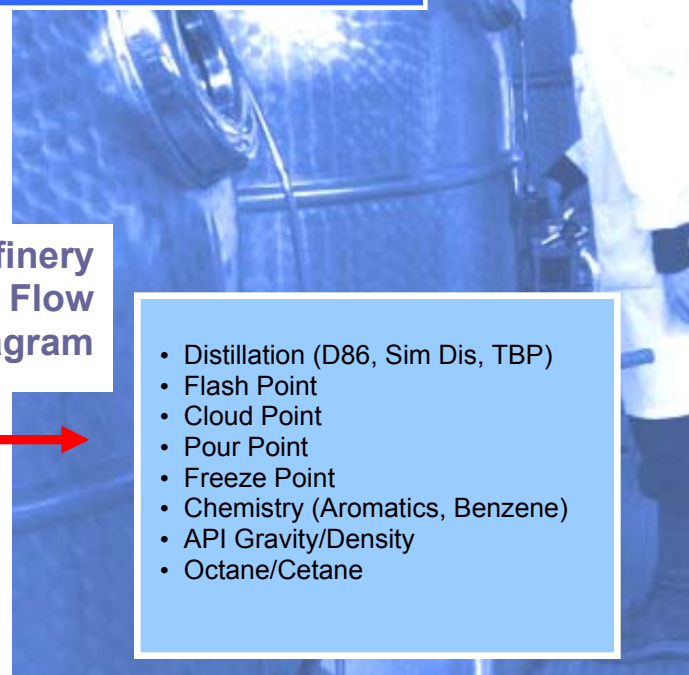 finery
Flow
agram
• Distillation (D86, Sim Dis, TBP)
• Flash Point
• Cloud Point
• Pour Point
• Freeze Point
• Chemistry (Aromatics, Benzene)
• API Gravity/Density
• Octane/Cetane